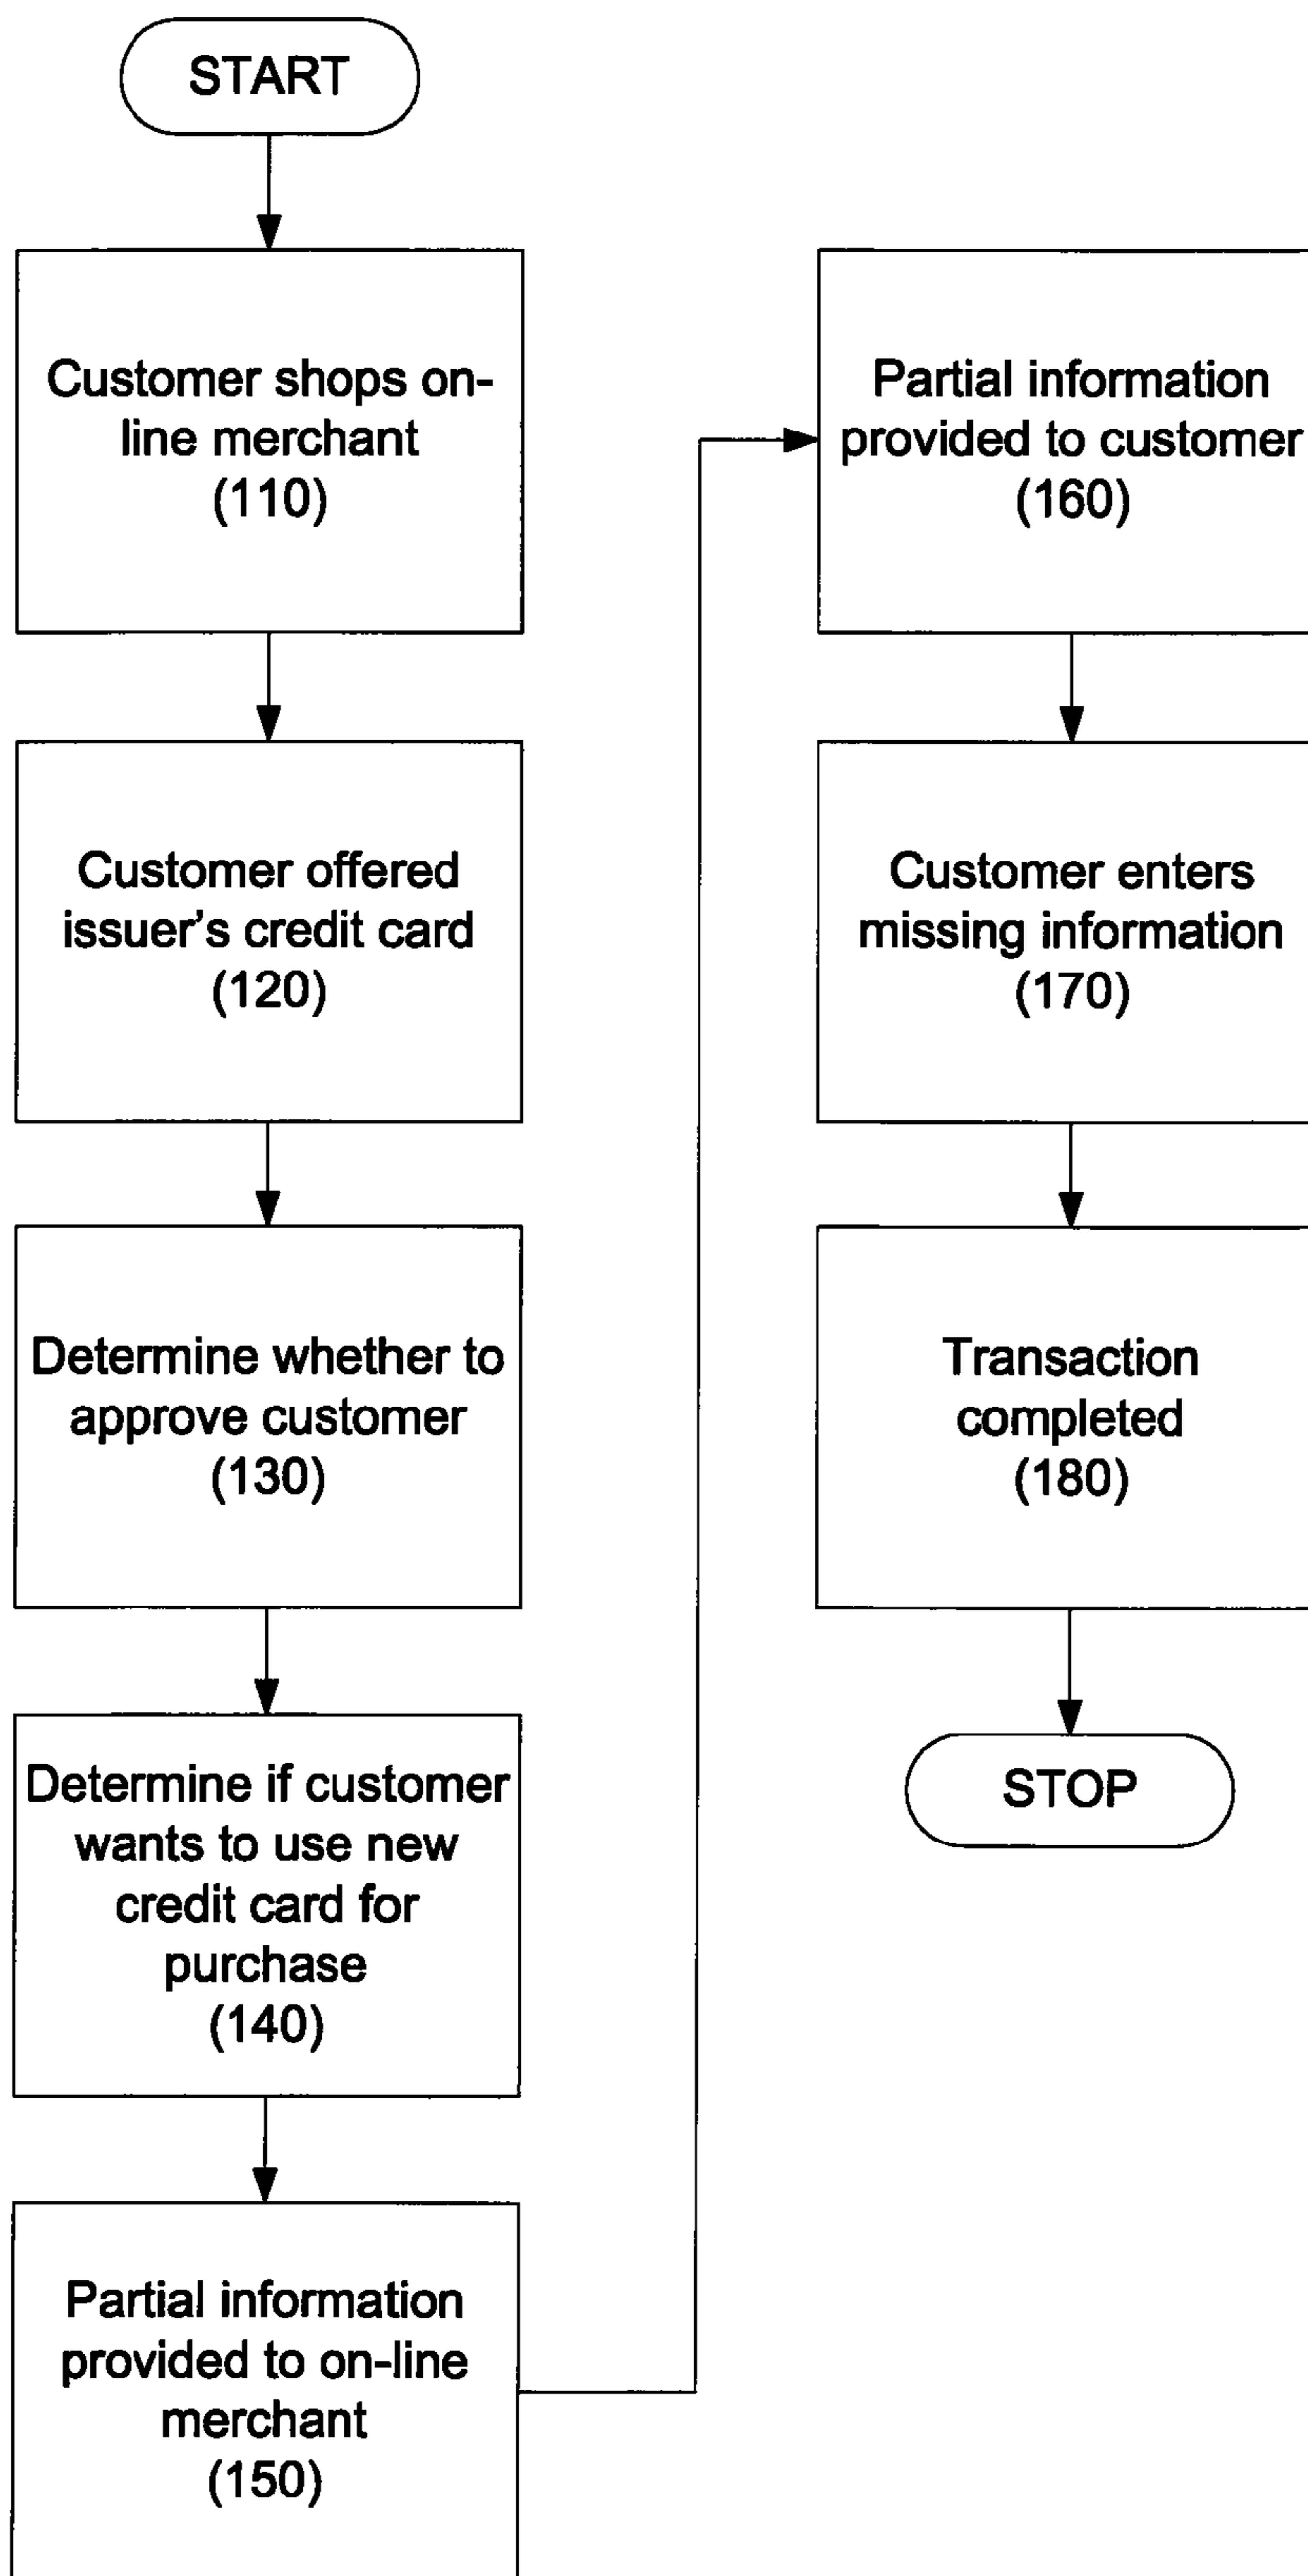 START
Customer shops on-
line merchant
(110)
Customer offered
issuer's credit card
(120)
Determine whether to
approve customer
(130)
Determine if customer
wants to use new
credit card for
purchase
(140)
Partial information
provided to on-line
merchant
(150)
Partial information
provided to customer
(160)
Customer enters
missing information
(170)
Transaction
completed
(180)
STOP